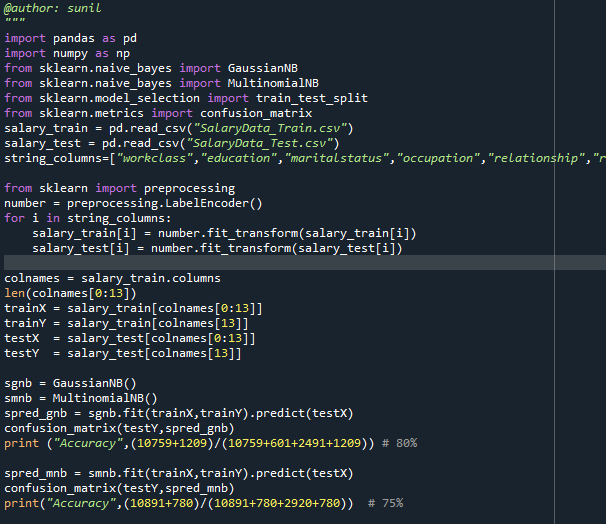 @author: sunil
"""
import pandas as pd
import numpy as np
from sklearn.naive_bayes import GaussianNB
from sklearn.naive_bayes import MultinomialNB
from sklearn.model_selection import train_test_split
from sklearn.metrics import confusion_matrix
salary_train = pd.read_csv("SalaryData_Train.csv")
salary_test = pd.read_csv("SalaryData_Test.csv")
string_columns=["workclass","education","maritalstatus","occupation","relationship","r
from sklearn import preprocessing
number = preprocessing.LabelEncoder()
for i in string_columns:
    salary_train[i] = number.fit_transform(salary_train[i])
    salary_test[i] = number.fit_transform(salary_test[i])
colnames = salary_train.columns
len(colnames[0:13])
trainX = salary_train[colnames[0:13]]
trainY = salary_train[colnames[13]]
testX  = salary_test[colnames[0:13]]
testY  = salary_test[colnames[13]]
sgnb = GaussianNB()
smnb = MultinomialNB()
spred_gnb = sgnb.fit(trainX,trainY).predict(testX)
confusion_matrix(testY,spred_gnb)
print ("Accuracy",(10759+1209)/(10759+601+2491+1209)) # 80%
spred_mnb = smnb.fit(trainX,trainY).predict(testX)
confusion_matrix(testY,spred_mnb)
print("Accuracy",(10891+780)/(10891+780+2920+780))  # 75%